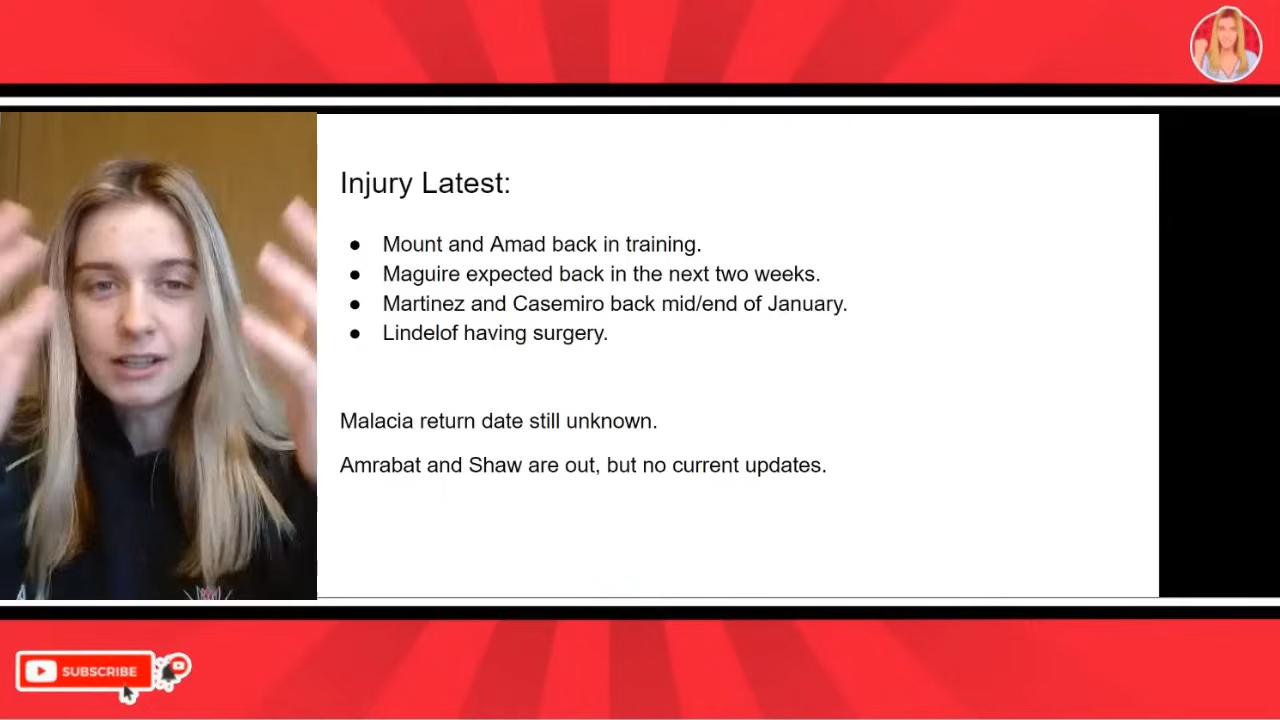 Injury Latest:
● Mount and Amad back in training.
● Maguire expected back in the next two weeks.
● Martinez and Casemiro back mid/end of January.
● Lindelof having surgery.
Malacia return date still unknown.
Amrabat and Shaw are out, but no current updates.
SUBSCRIBE